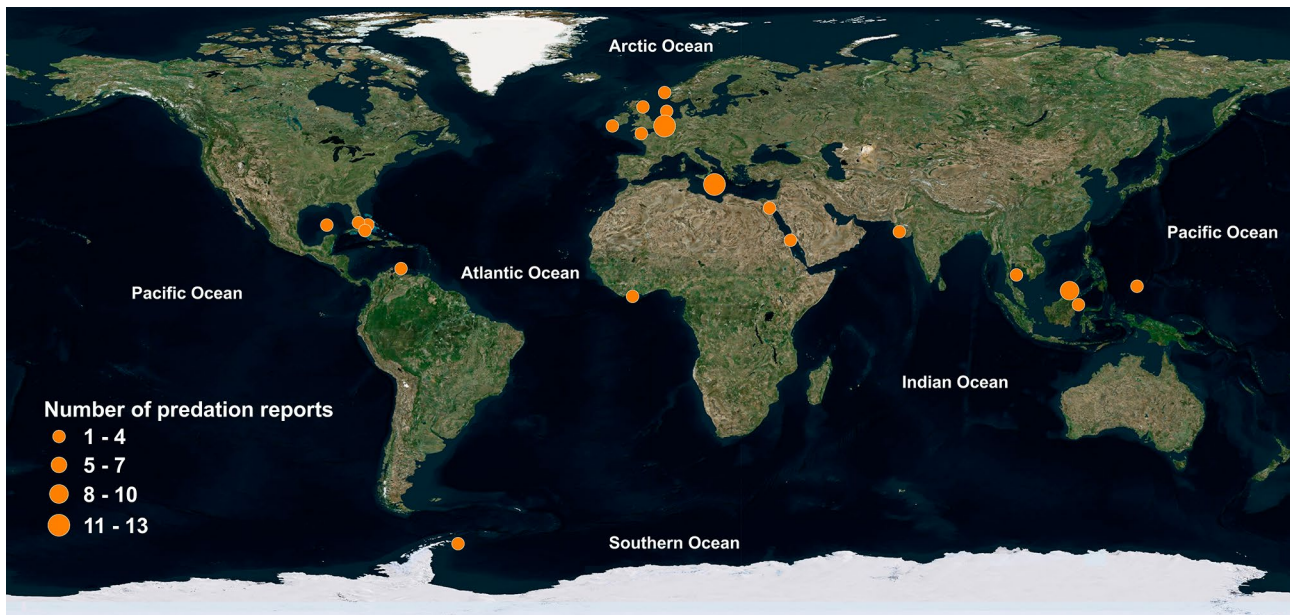 Arctic Ocean
Pacific Ocean
Atlantic Ocean
Pacific Ocean
Indian Ocean
Number of predation reports
1 - 4
5 - 7
8 - 10
11 - 13
Southern Ocean